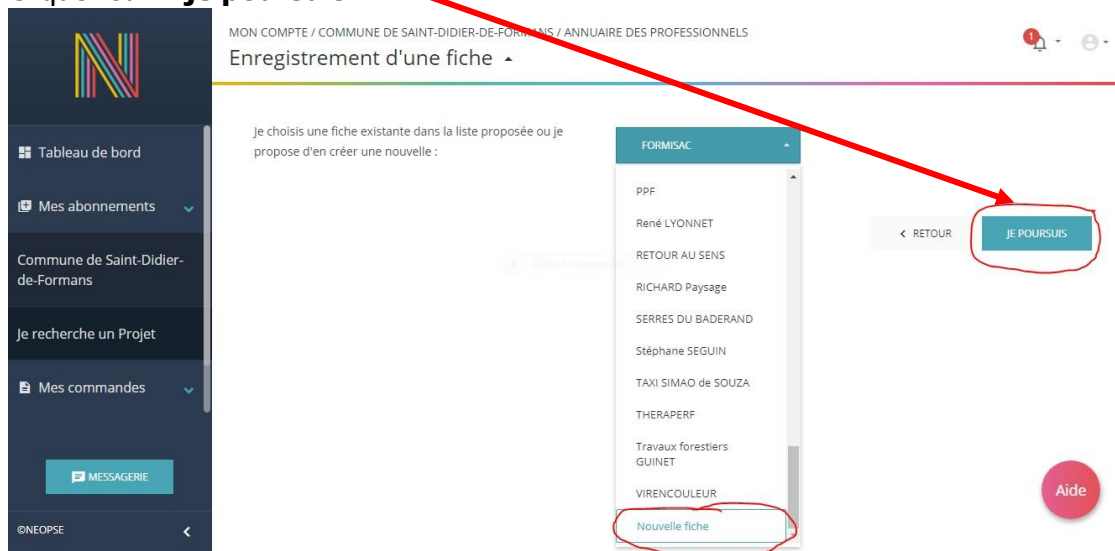 MON COMPTE / COMMUNE DE SAINT-DIDIER-DE-FORMANS / ANNUAIRE DES PROFESSIONNELS
Enregistrement d'une fiche
1
Je choisis une fiche existante dans la liste proposée ou je
propose d'en créer une nouvelle :
FORMISAC
PPF
René LYONNET
RETOUR AU SENS
RICHARD Paysage
SERRES DU BADERAND
Stéphane SEGUIN
TAXI SIMAO de SOUZA
THERAPERF
Travaux forestiers
GUINET
VIRENCOULEUR
Nouvelle fiche
< RETOUR
JE POURSUIS
Tableau de bord
Mes abonnements
Commune de Saint-Didier-
de-Formans
Je recherche un Projet
Mes commandes
MESSAGERIE
©NEOPSE
Aide